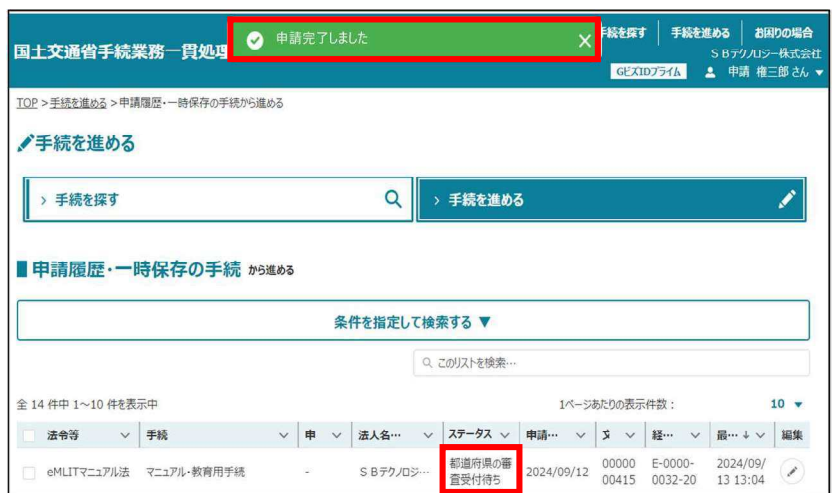 国土交通省手続業務一貫処理
申請完了しました
手続を探す 手続を進める お困りの場合
SBテクノロジー株式会社
GビズIDプライム 申請 権三郎 さん ▼
TOP >手続を進める >申請履歴・一時保存の手続から進める
手続を進める
> 手続を探す
> 手続を進める
申請履歴・一時保存の手続 から進める
条件を指定して検索する ▼
このリストを検索…
全 14 件中 1~10 件を表示中
1ページあたりの表示件数: 10 ▼
法令等 手続 申 法人名… ステータス 申請… 文 経… 最… ↓ 編集
eMLITマニュアル法 マニュアル・教育用手続 - SBテクノロジ… 都道府県の審査受付待ち 2024/09/12 00000 00415 E-0000-0032-20 2024/09/13 13:04